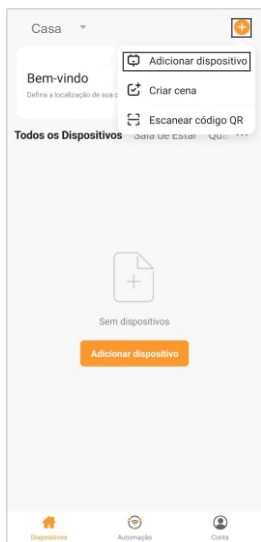 Casa
Adicionar dispositivo
Bem-vindo
Criar cena
Defina a localização de sua c
Escanear código QR
Todos os Dispositivos Sala de Estar Qua
Sem dispositivos
Adicionar dispositivo
Dispositivos Automação Conta